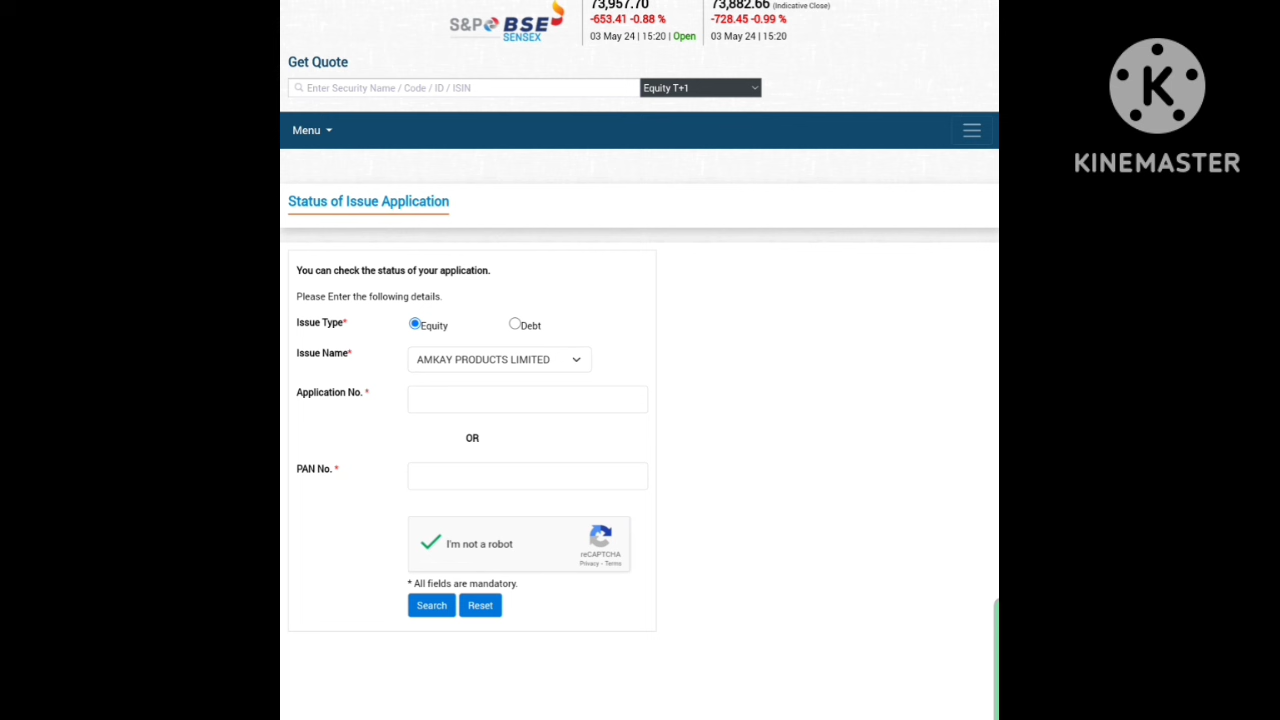 73,957.70
-653.41 -0.88 %
03 May 24 | 15:20 | Open
73,882.66 (Indicative Close)
-728.45 -0.99 %
03 May 24 | 15:20
S&P BSE
SENSEX
Get Quote
Enter Security Name / Code / ID / ISIN
Equity T+1
Menu
Status of Issue Application
You can check the status of your application.
Please Enter the following details.
Issue Type*
Equity
Debt
Issue Name*
AMKAY PRODUCTS LIMITED
Application No. *
OR
PAN No. *
I'm not a robot
reCAPTCHA
Privacy - Terms
* All fields are mandatory.
Search
Reset
K
KINEMASTER